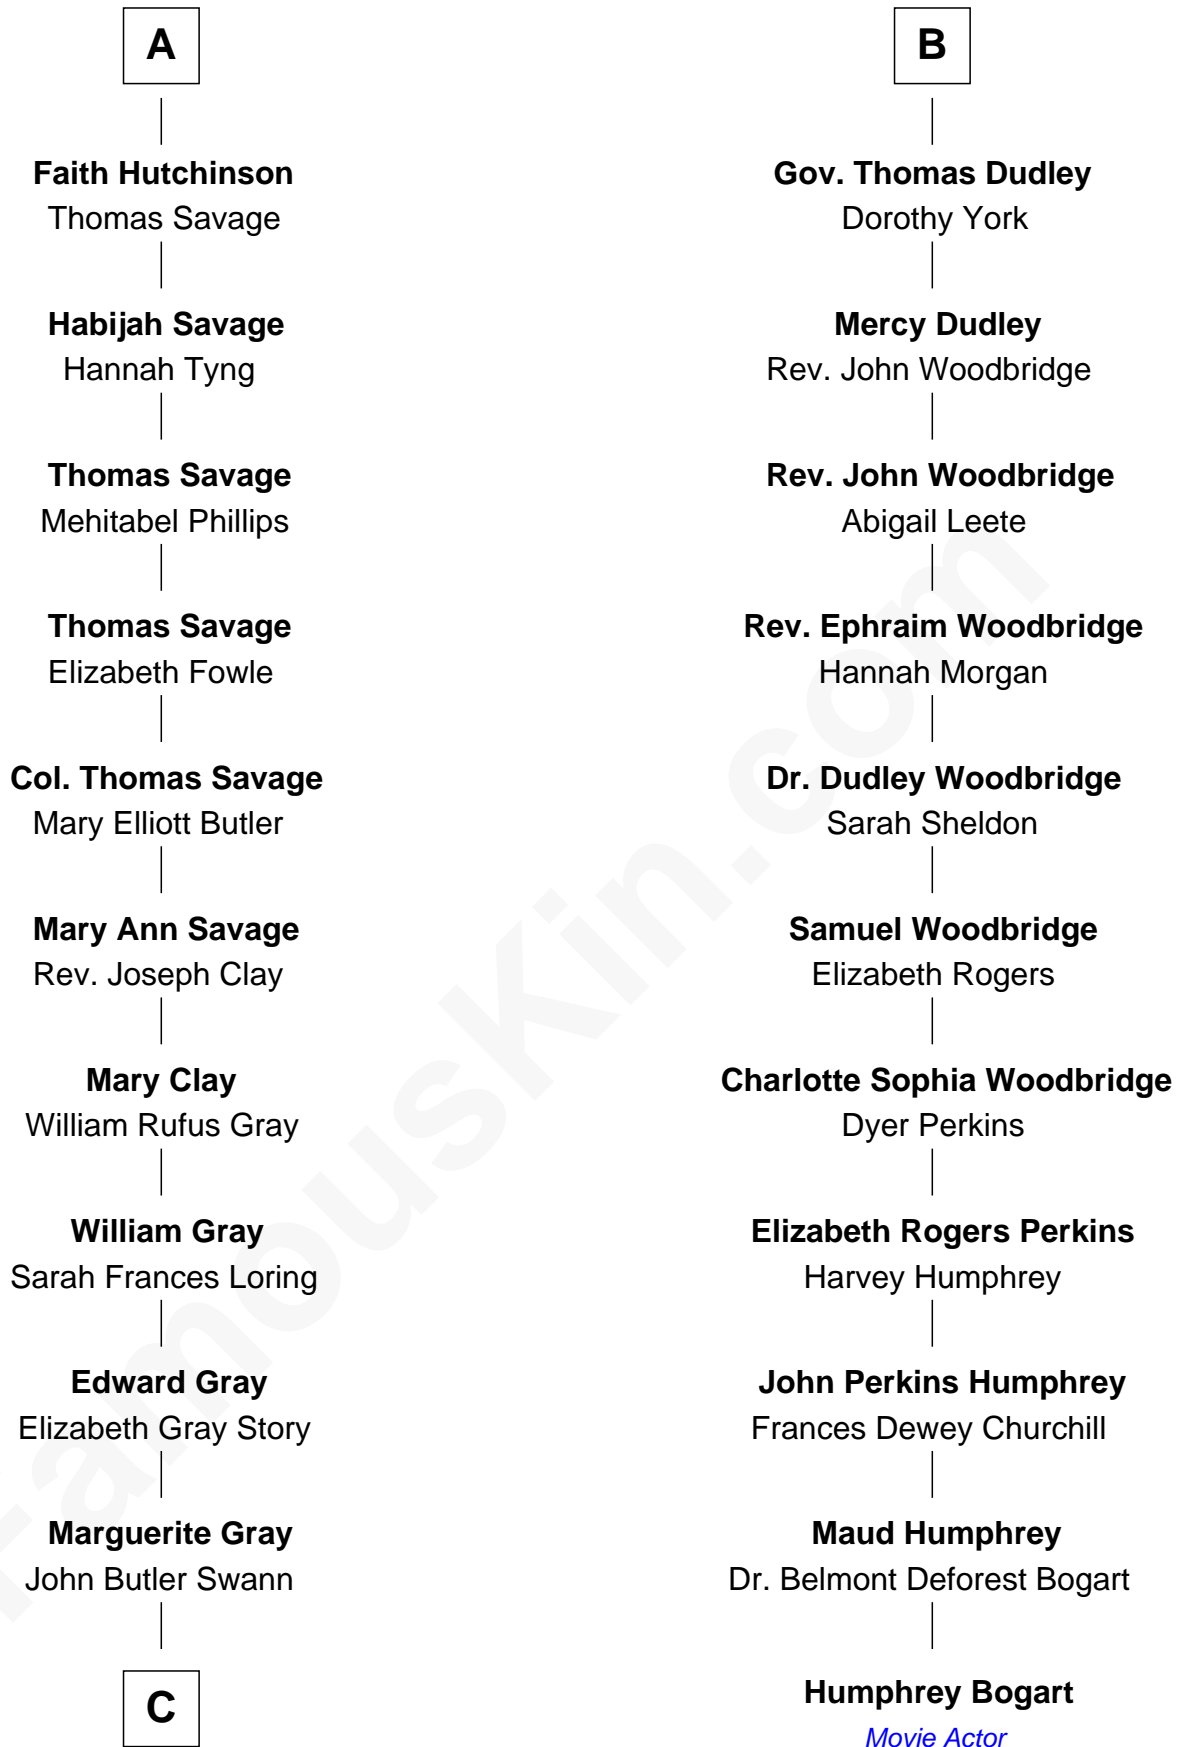 A
Faith Hutchinson
Thomas Savage
Habijah Savage
Hannah Tyng
Thomas Savage
Mehitabel Phillips
Thomas Savage
Elizabeth Fowle
Col. Thomas Savage
Mary Elliott Butler
Mary Ann Savage
Rev. Joseph Clay
Mary Clay
William Rufus Gray
William Gray
Sarah Frances Loring
Edward Gray
Elizabeth Gray Story
Marguerite Gray
John Butler Swann
C
B
Gov. Thomas Dudley
Dorothy York
Mercy Dudley
Rev. John Woodbridge
Rev. John Woodbridge
Abigail Leete
Rev. Ephraim Woodbridge
Hannah Morgan
Dr. Dudley Woodbridge
Sarah Sheldon
Samuel Woodbridge
Elizabeth Rogers
Charlotte Sophia Woodbridge
Dyer Perkins
Elizabeth Rogers Perkins
Harvey Humphrey
John Perkins Humphrey
Frances Dewey Churchill
Maud Humphrey
Dr. Belmont Deforest Bogart
Humphrey Bogart
Movie Actor
FamousKin.com